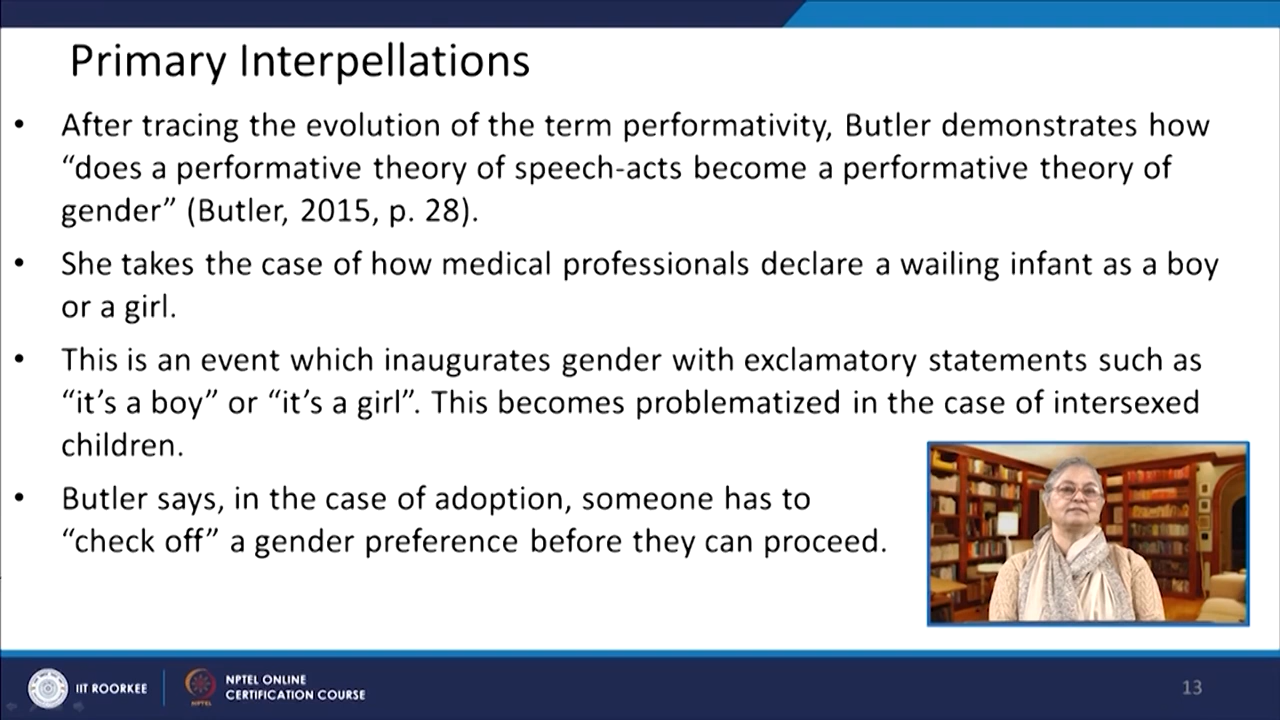 Primary Interpellations
• After tracing the evolution of the term performativity, Butler demonstrates how
“does a performative theory of speech-acts become a performative theory of
gender” (Butler, 2015, p. 28).
• She takes the case of how medical professionals declare a wailing infant as a boy
or a girl.
• This is an event which inaugurates gender with exclamatory statements such as
“it’s a boy” or “it’s a girl”. This becomes problematized in the case of intersexed
children.
• Butler says, in the case of adoption, someone has to
“check off” a gender preference before they can proceed.
IIT ROORKEE
NPTEL
NPTEL ONLINE
CERTIFICATION COURSE
13